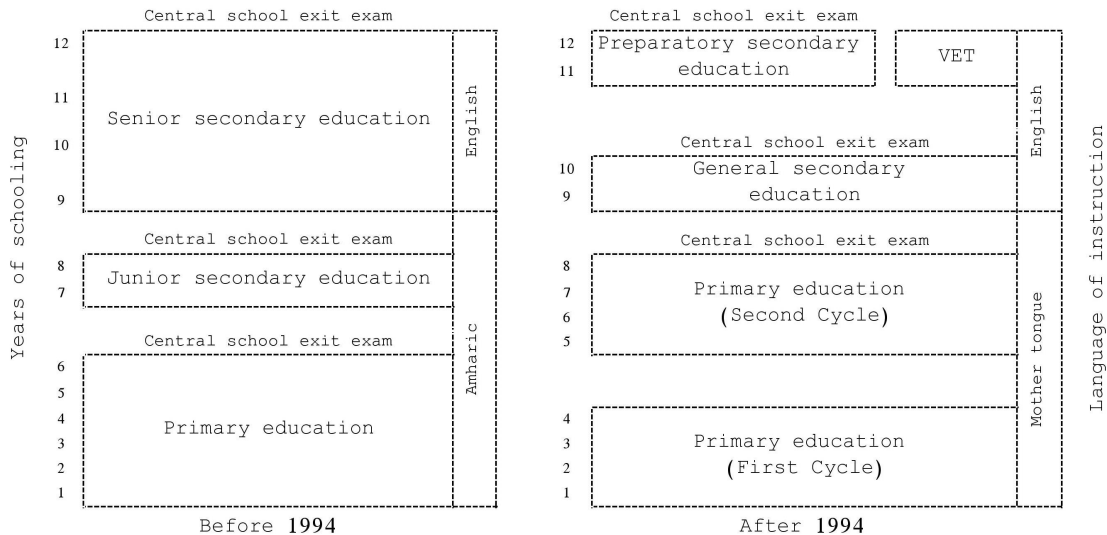 Years of schooling
Central school exit exam
12
11
10
9
Senior secondary education
English
Central school exit exam
8
7
Junior secondary education
Central school exit exam
6
5
4
3
2
1
Primary education
Amharic
Before 1994
Central school exit exam
12
11
Preparatory secondary
education
VET
English
Central school exit exam
10
9
General secondary
education
Central school exit exam
8
7
6
5
Primary education
(Second Cycle)
4
3
2
1
Primary education
(First Cycle)
Mother tongue
After 1994
Language of instruction